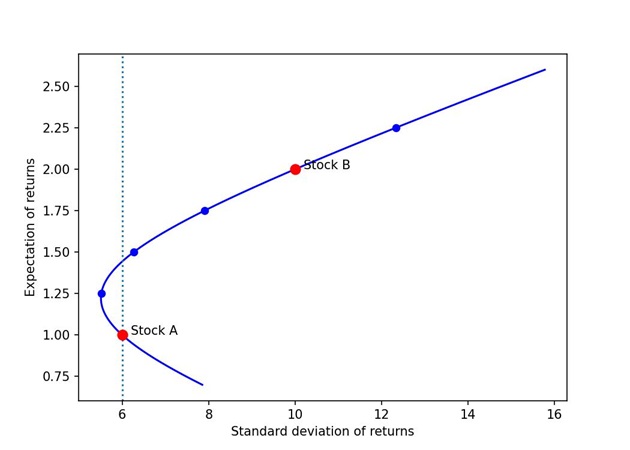 2.50
2.25
2.00
1.75
1.50
1.25
1.00
0.75
Expectation of returns
Stock B
Stock A
6 8 10 12 14 16
Standard deviation of returns